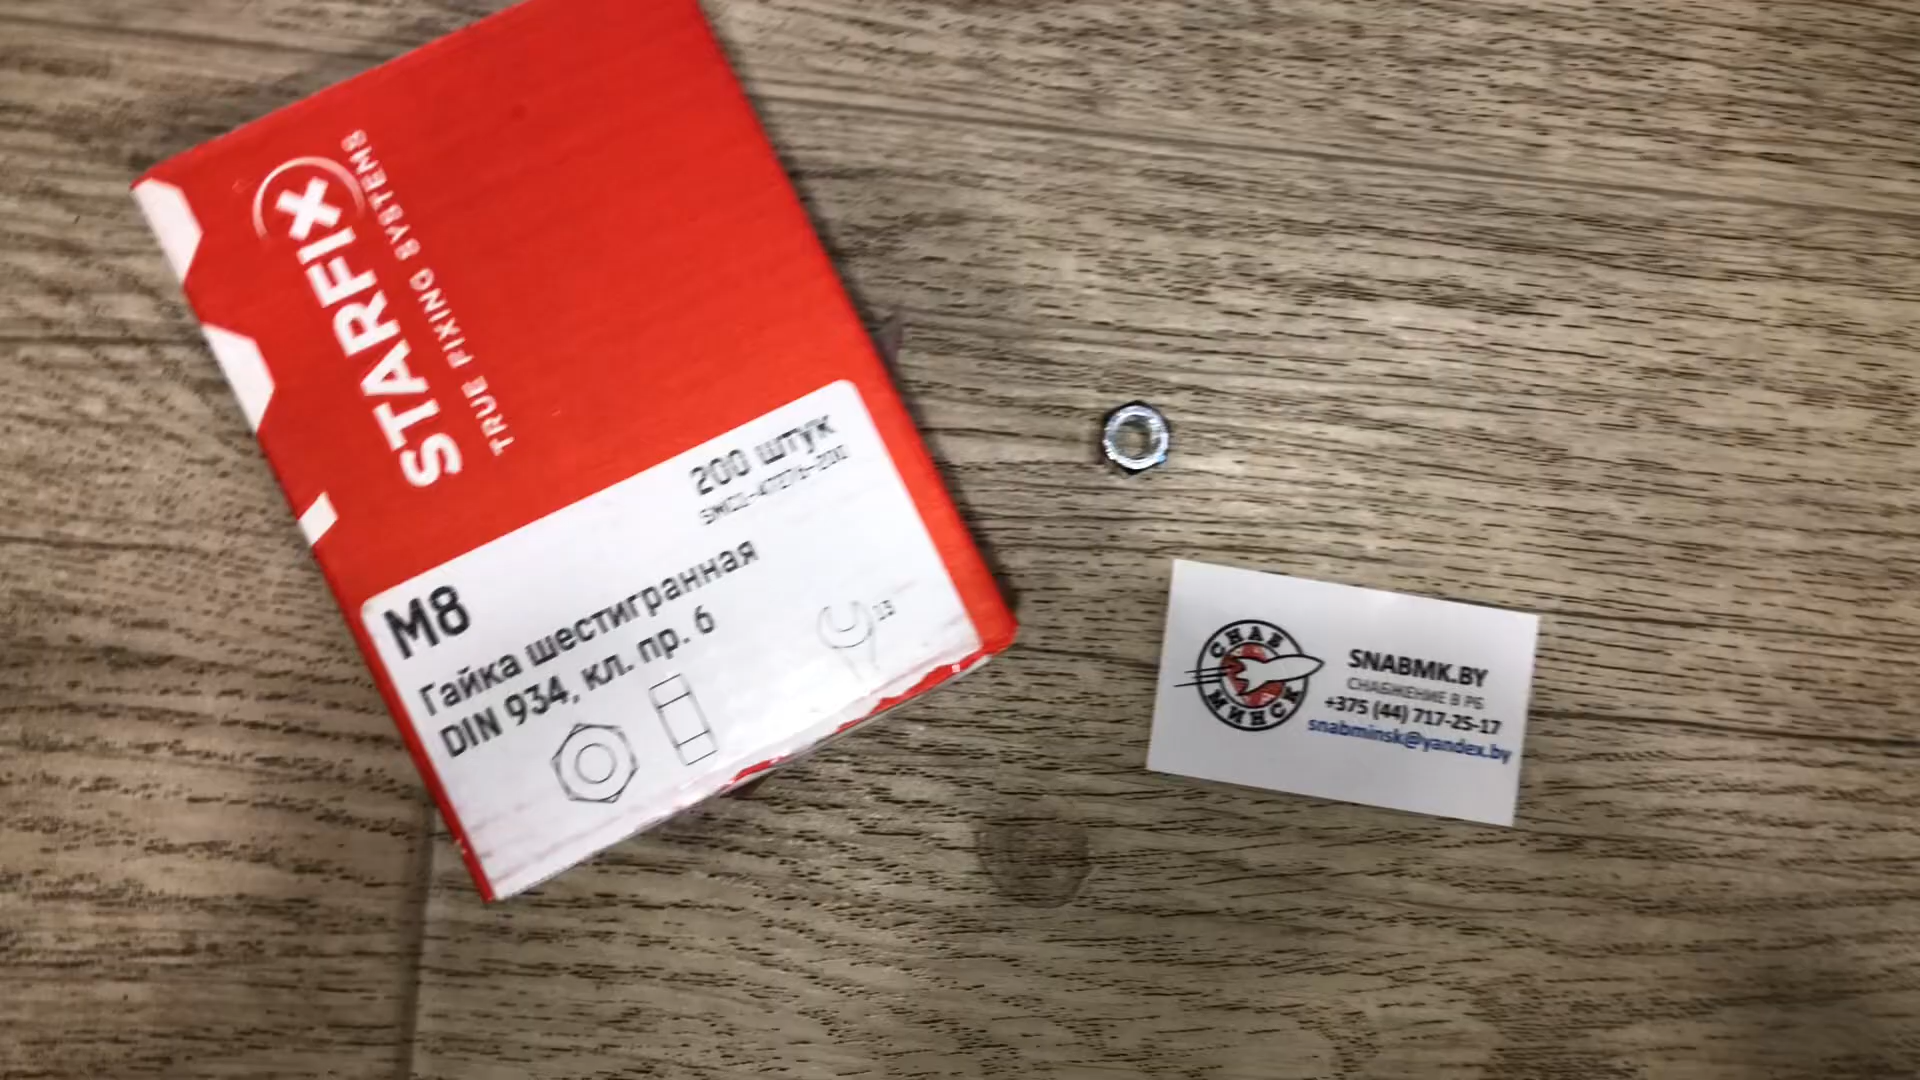 STARFIX
TRUE FIXING SYSTEMS
200 штук
M8
Гайка шестигранная
DIN 934, кл. пр. 6
13
СНАБ
МИНСК
SNABMK.BY
СНАБЖЕНИЕ В РБ
+375 (44) 717-25-17
snabminsk@yandex.by